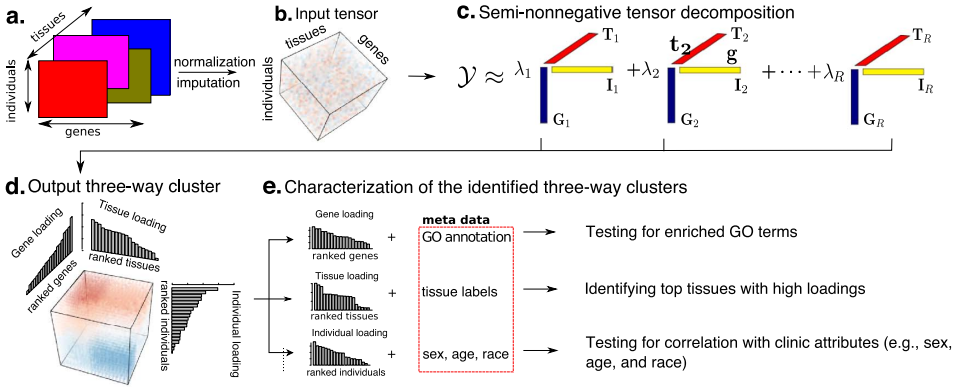 a.
tissues
individuals
genes
normalization
imputation
b. Input tensor
tissues
genes
individuals
c. Semi-nonnegative tensor decomposition
𝒴 ≈ λ1 T1 I1 G1
+λ2 t2 T2 g I2 G2
+ ··· +λR TR IR GR
d. Output three-way cluster
Gene loading
ranked genes
Tissue loading
ranked tissues
ranked individuals
Individual loading
e. Characterization of the identified three-way clusters
Gene loading
ranked genes
+
meta data
GO annotation
Testing for enriched GO terms
Tissue loading
ranked tissues
+
tissue labels
Identifying top tissues with high loadings
Individual loading
ranked individuals
+
sex, age, race
Testing for correlation with clinic attributes (e.g., sex,
age, and race)